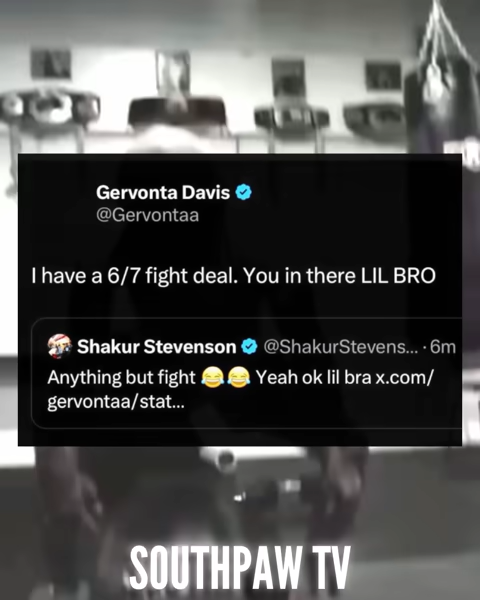 Gervonta Davis
@Gervontaa
I have a 6/7 fight deal. You in there LIL BRO
Shakur Stevenson @ShakurStevens... · 6m
Anything but fight 😂😂 Yeah ok lil bra x.com/
gervontaa/stat...
SOUTHPAW TV